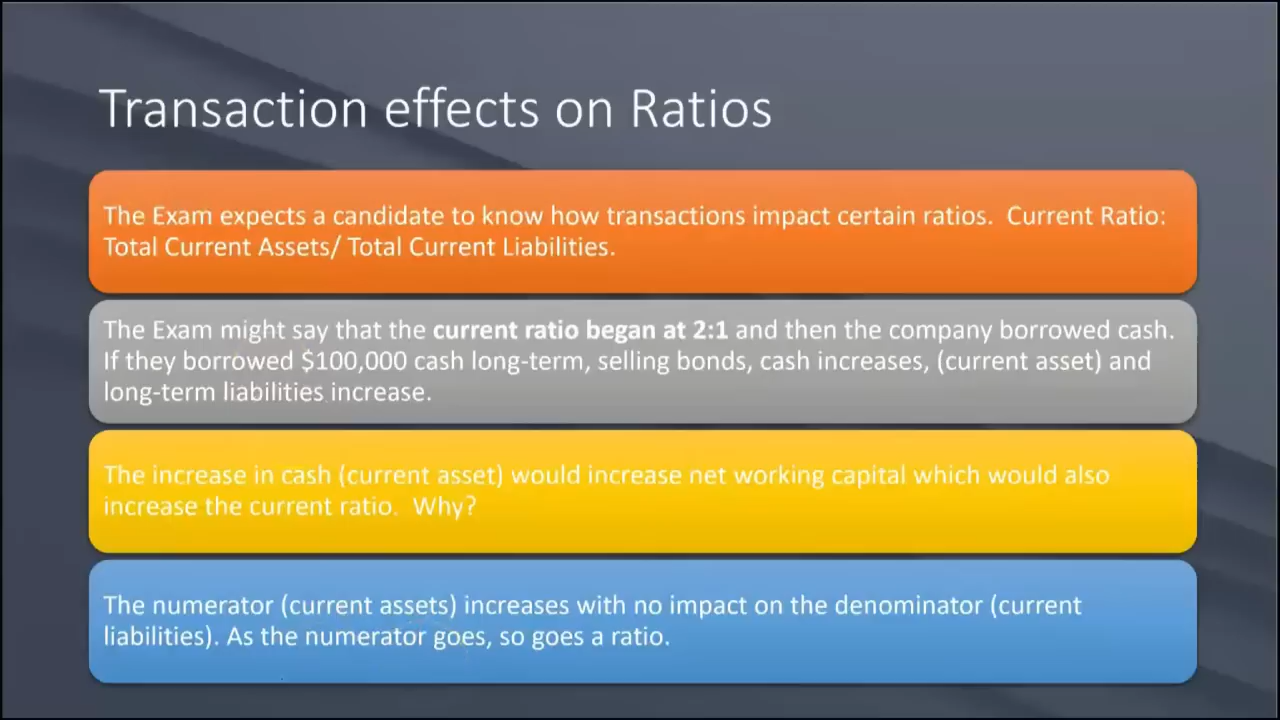 Transaction effects on Ratios
The Exam expects a candidate to know how transactions impact certain ratios.  Current Ratio:
Total Current Assets/ Total Current Liabilities.
The Exam might say that the current ratio began at 2:1 and then the company borrowed cash.
If they borrowed $100,000 cash long-term, selling bonds, cash increases, (current asset) and
long-term liabilities increase.
The increase in cash (current asset) would increase net working capital which would also
increase the current ratio.  Why?
The numerator (current assets) increases with no impact on the denominator (current
liabilities). As the numerator goes, so goes a ratio.